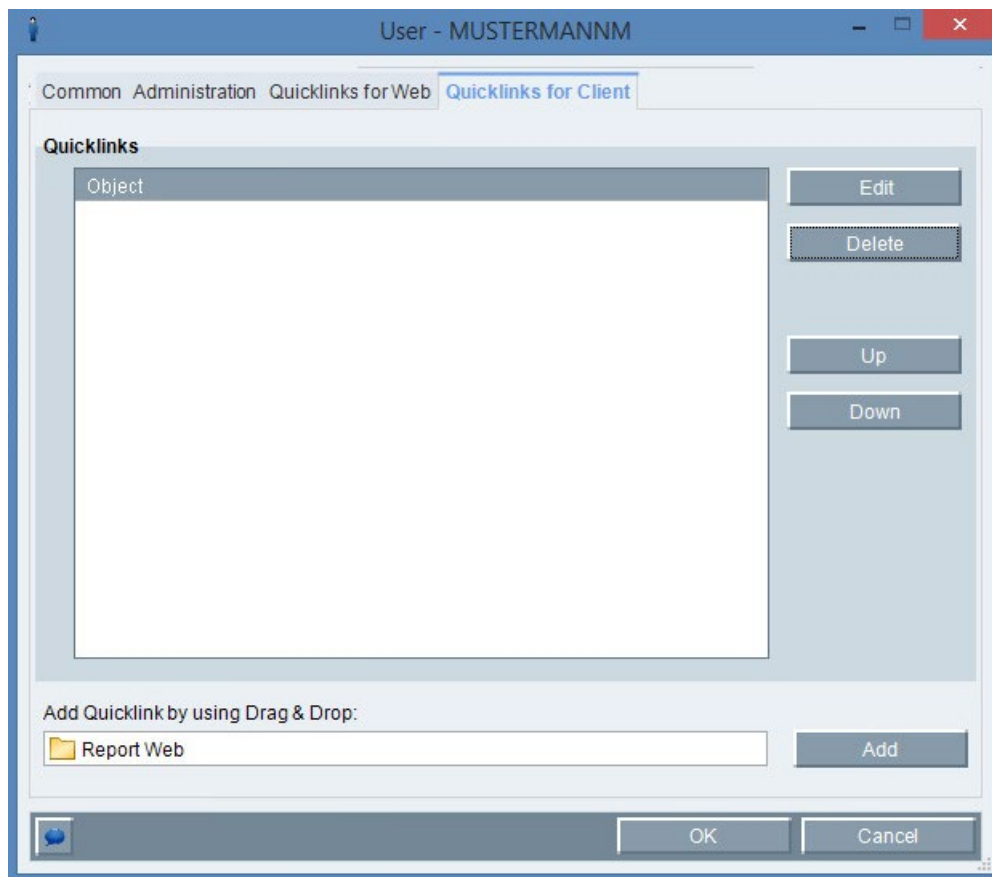 User - MUSTERMANNM
Common Administration Quicklinks for Web Quicklinks for Client
Quicklinks
Object
Edit
Delete
Up
Down
Add Quicklink by using Drag & Drop:
Report Web
Add
OK
Cancel